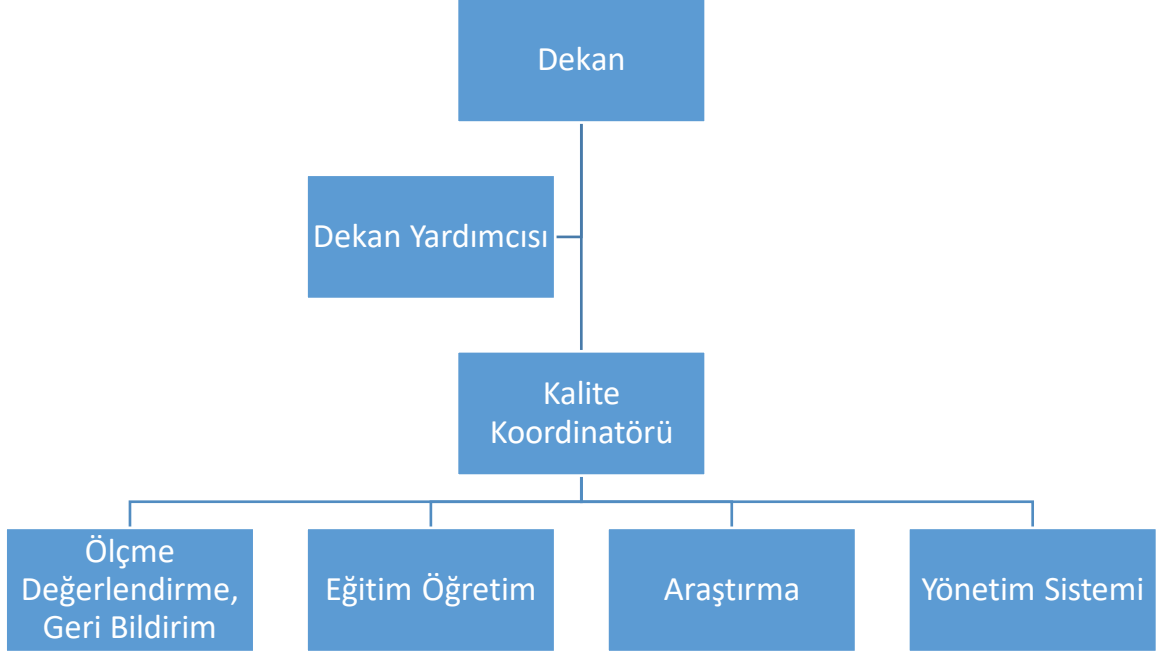 Dekan
Dekan Yardımcısı
Kalite
Koordinatörü
Ölçme
Değerlendirme,
Geri Bildirim
Eğitim Öğretim
Araştırma
Yönetim Sistemi